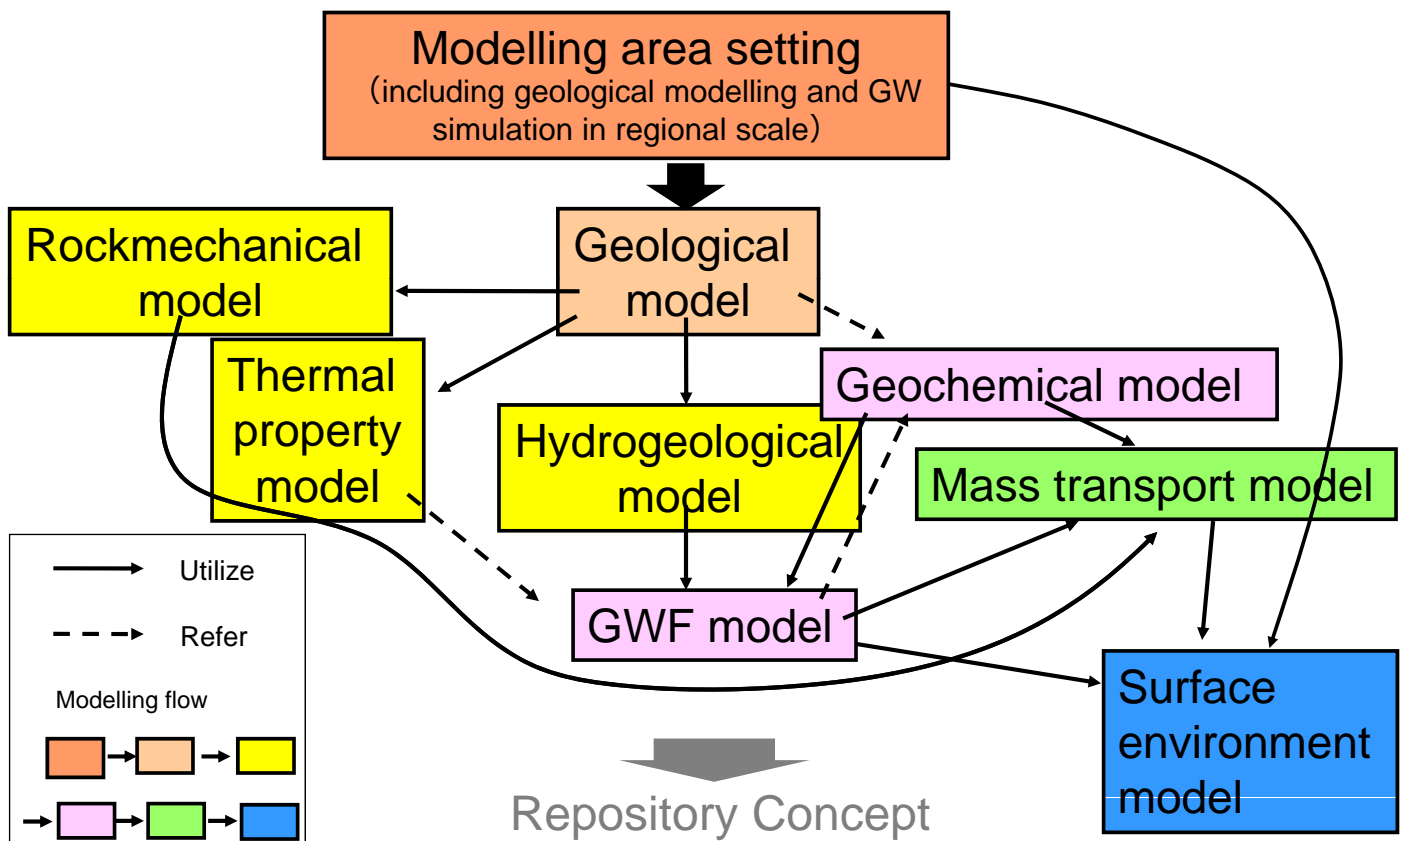 Modelling area setting
（including geological modelling and GW
simulation in regional scale）
Rockmechanical
model
Geological
model
Thermal
property
model
Geochemical model
Hydrogeological
model
Mass transport model
GWF model
Surface
environment
model
Utilize
Refer
Modelling flow
Repository Concept